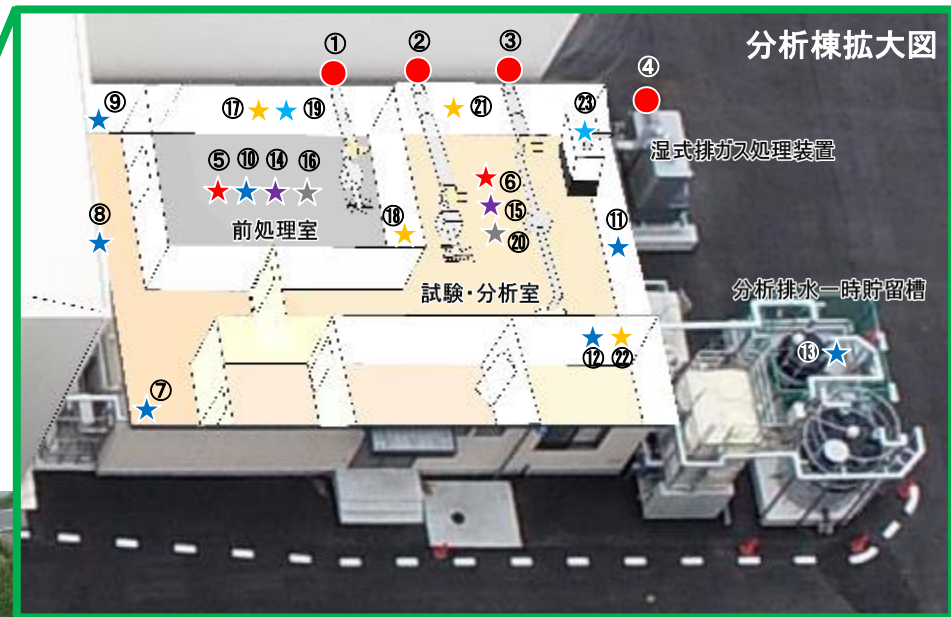 分析棟拡大図
① ② ③ ④
⑨ ⑰ ⑲ ㉑ ㉓
湿式排ガス処理装置
⑤ ⑩ ⑭ ⑯ ⑥
⑧ 前処理室 ⑱ ⑮ ⑪
⑳
試験・分析室
分析排水一時貯留槽
⑫ ㉒ ⑬
⑦